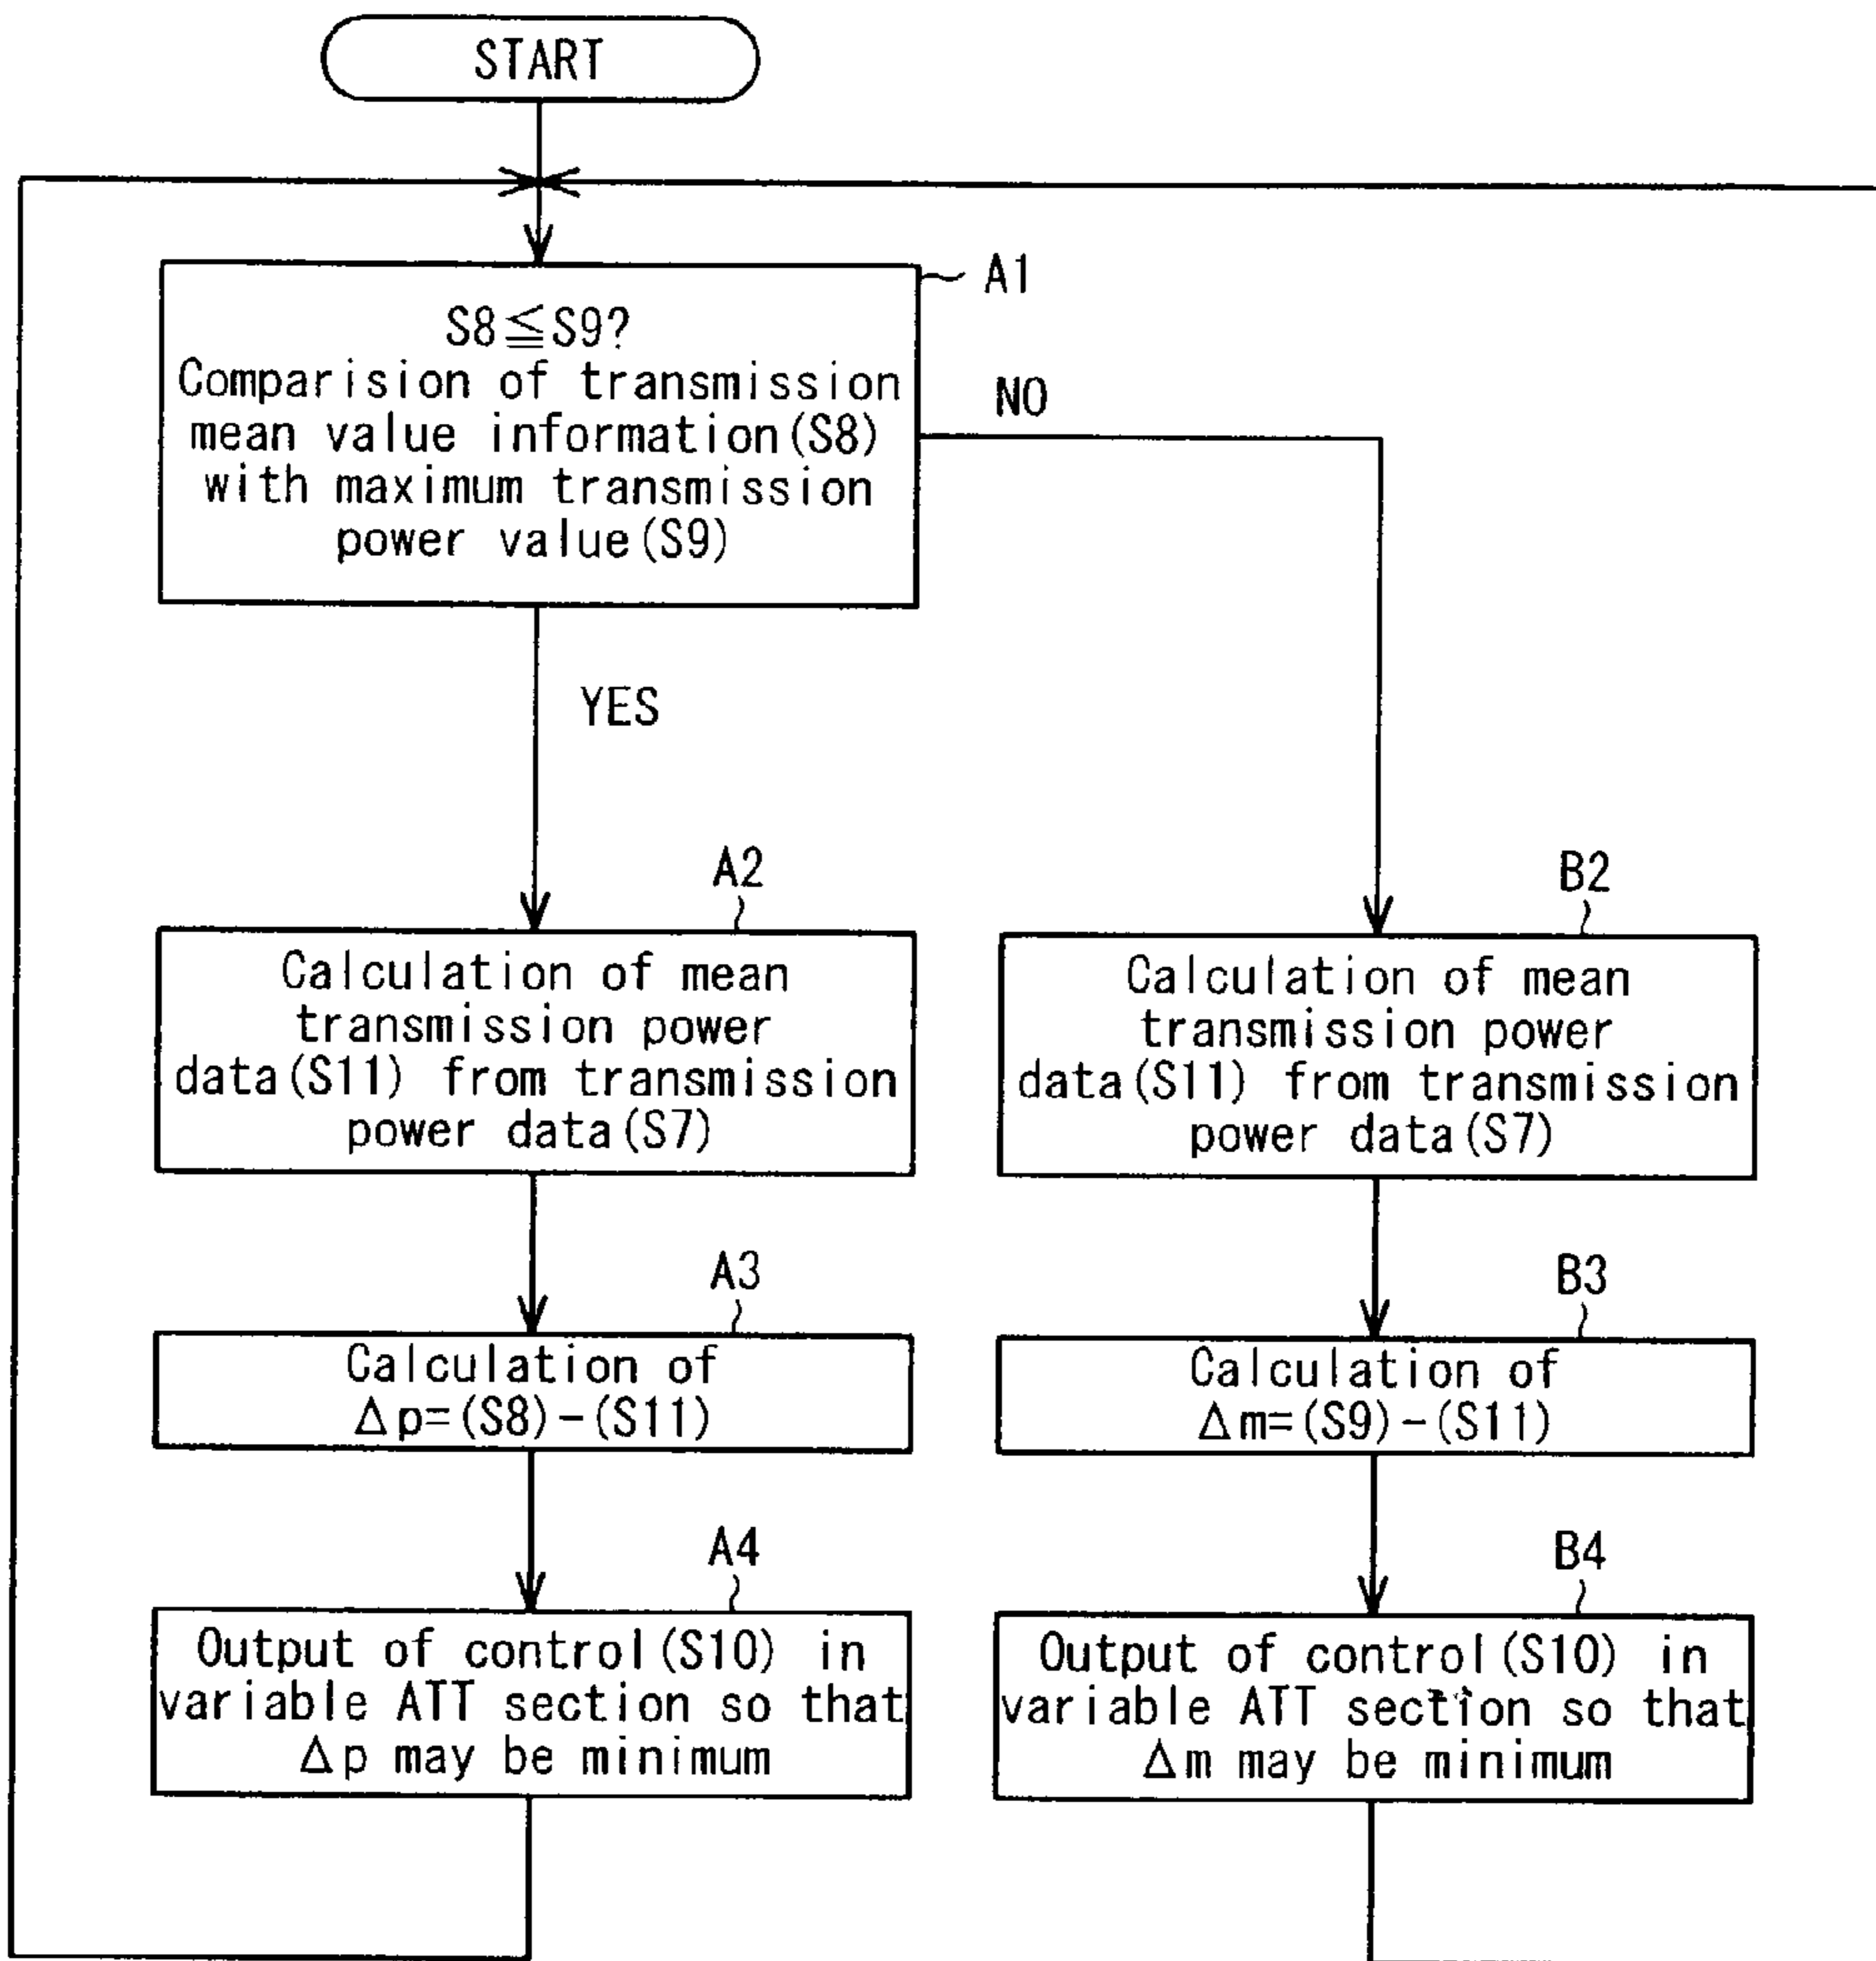 START
A1
S8≦S9?
Comparision of transmission
mean value information(S8)
with maximum transmission
power value(S9)
NO
YES
A2
Calculation of mean
transmission power
data(S11) from transmission
power data(S7)
B2
Calculation of mean
transmission power
data(S11) from transmission
power data(S7)
A3
Calculation of
Δp=(S8)-(S11)
B3
Calculation of
Δm=(S9)-(S11)
A4
Output of control(S10) in
variable ATT section so that
Δp may be minimum
B4
Output of control(S10) in
variable ATT section so that
Δm may be minimum